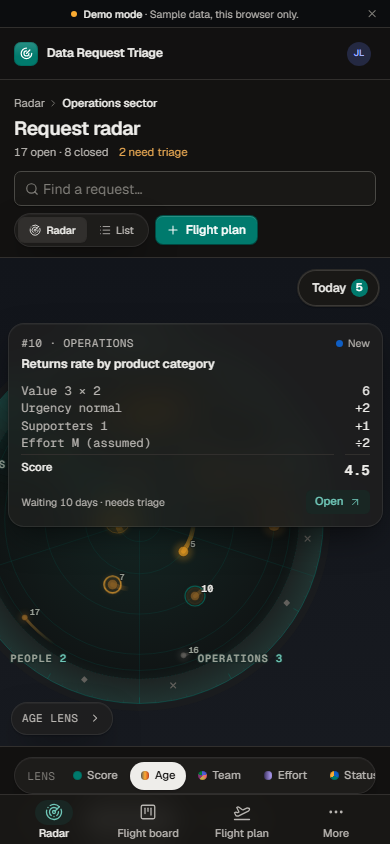 Demo mode · Sample data, this browser only.
Data Request Triage
JL
Radar > Operations sector
Request radar
17 open · 8 closed 2 need triage
Find a request...
Radar
List
+ Flight plan
Today 5
#10 · OPERATIONS
New
Returns rate by product category
Value 3 × 2 6
Urgency normal +2
Supporters 1 +1
Effort M (assumed) ÷2
Score 4.5
Waiting 10 days · needs triage
Open
S
5
7
10
17
16
PEOPLE 2
OPERATIONS 3
AGE LENS
LENS
Score
Age
Team
Effort
Status
Radar
Flight board
Flight plan
More